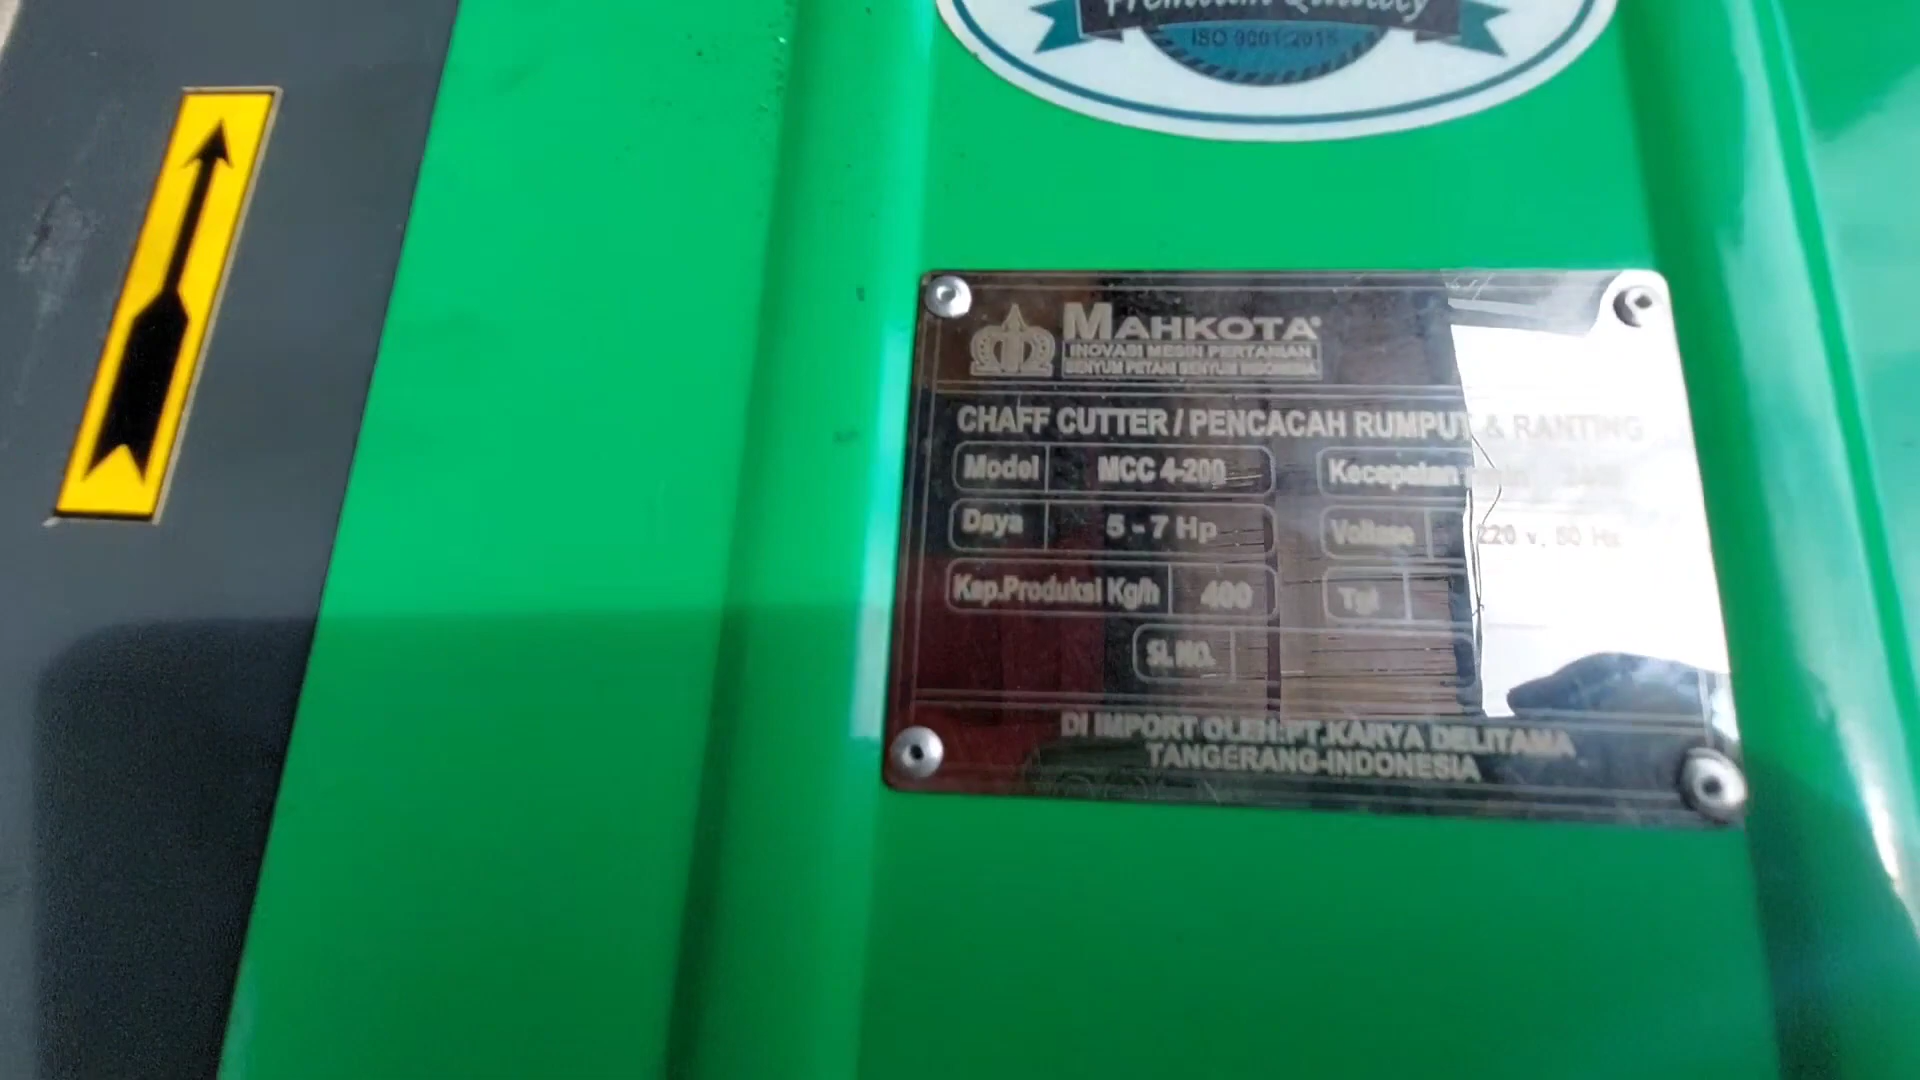 Premium Quality
ISO 9001:2015
MAHKOTA
INOVASI MESIN PERTANIAN
SENYUM PETANI SENYUM INDONESIA
CHAFF CUTTER / PENCACAH RUMPUT & RANTING
Model MCC 4-200 Kecepatan
Daya 5 - 7 Hp Voltase 220 v, 50 Hz
Kap.Produksi Kg/h 400 Tgl
SI. NO.
DI IMPORT OLEH:PT.KARYA DELITAMA
TANGERANG-INDONESIA